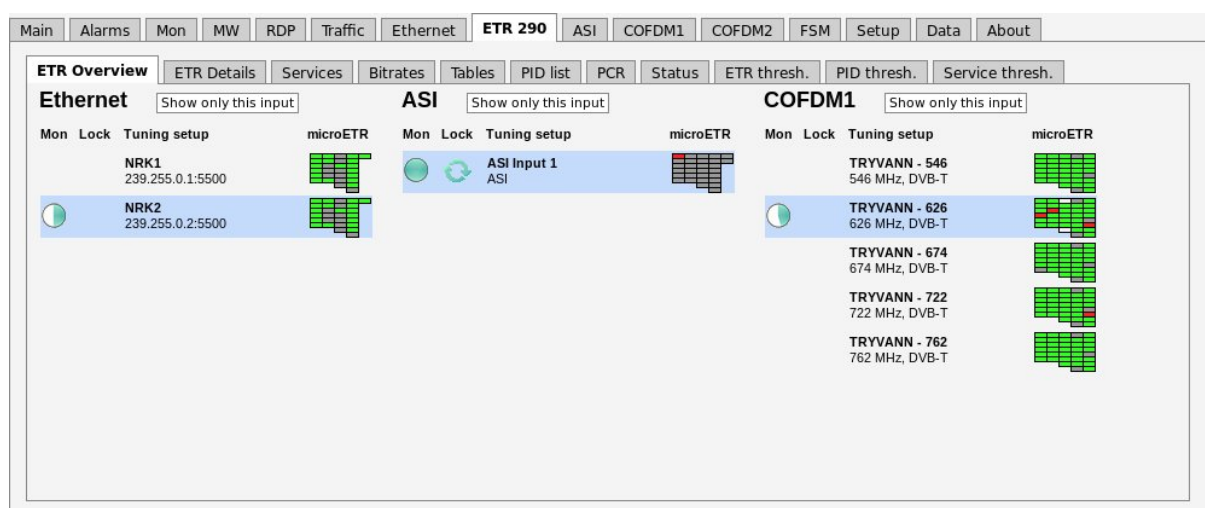 Main Alarms Mon MW RDP Traffic Ethernet ETR 290 ASI COFDM1 COFDM2 FSM Setup Data About
ETR Overview ETR Details Services Bitrates Tables PID list PCR Status ETR thresh. PID thresh. Service thresh.
Ethernet Show only this input
Mon Lock Tuning setup microETR
NRK1
239.255.0.1:5500
NRK2
239.255.0.2:5500
ASI Show only this input
Mon Lock Tuning setup microETR
ASI Input 1
ASI
COFDM1 Show only this input
Mon Lock Tuning setup microETR
TRYVANN - 546
546 MHz, DVB-T
TRYVANN - 626
626 MHz, DVB-T
TRYVANN - 674
674 MHz, DVB-T
TRYVANN - 722
722 MHz, DVB-T
TRYVANN - 762
762 MHz, DVB-T